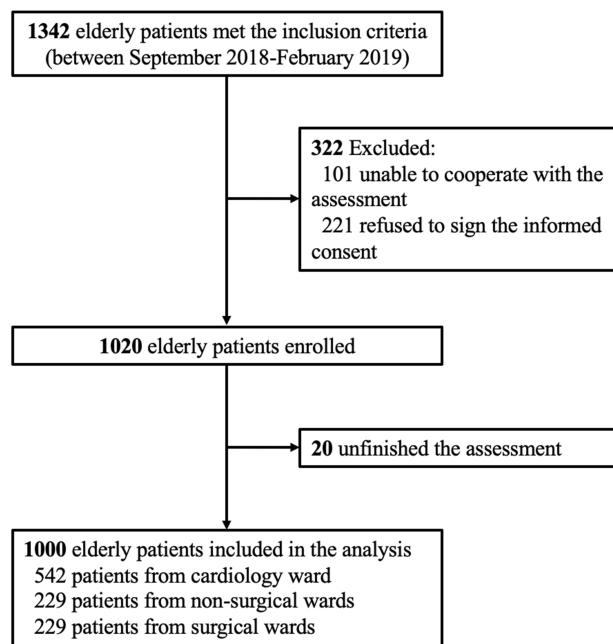 1342 elderly patients met the inclusion criteria
(between September 2018-February 2019)
322 Excluded:
101 unable to cooperate with the
assessment
221 refused to sign the informed
consent
1020 elderly patients enrolled
20 unfinished the assessment
1000 elderly patients included in the analysis
542 patients from cardiology ward
229 patients from non-surgical wards
229 patients from surgical wards